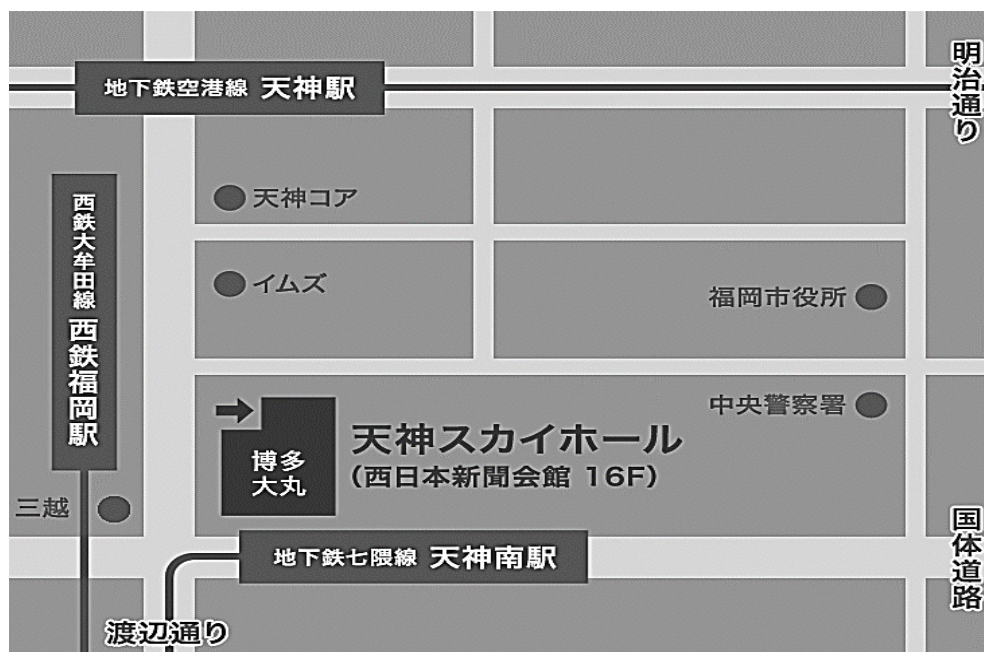 明治通り
地下鉄空港線 天神駅
天神コア
西鉄大牟田線 西鉄福岡駅
イムズ
福岡市役所
中央警察署
天神スカイホール
(西日本新聞会館 16F)
博多
大丸
三越
国体道路
地下鉄七隈線 天神南駅
渡辺通り